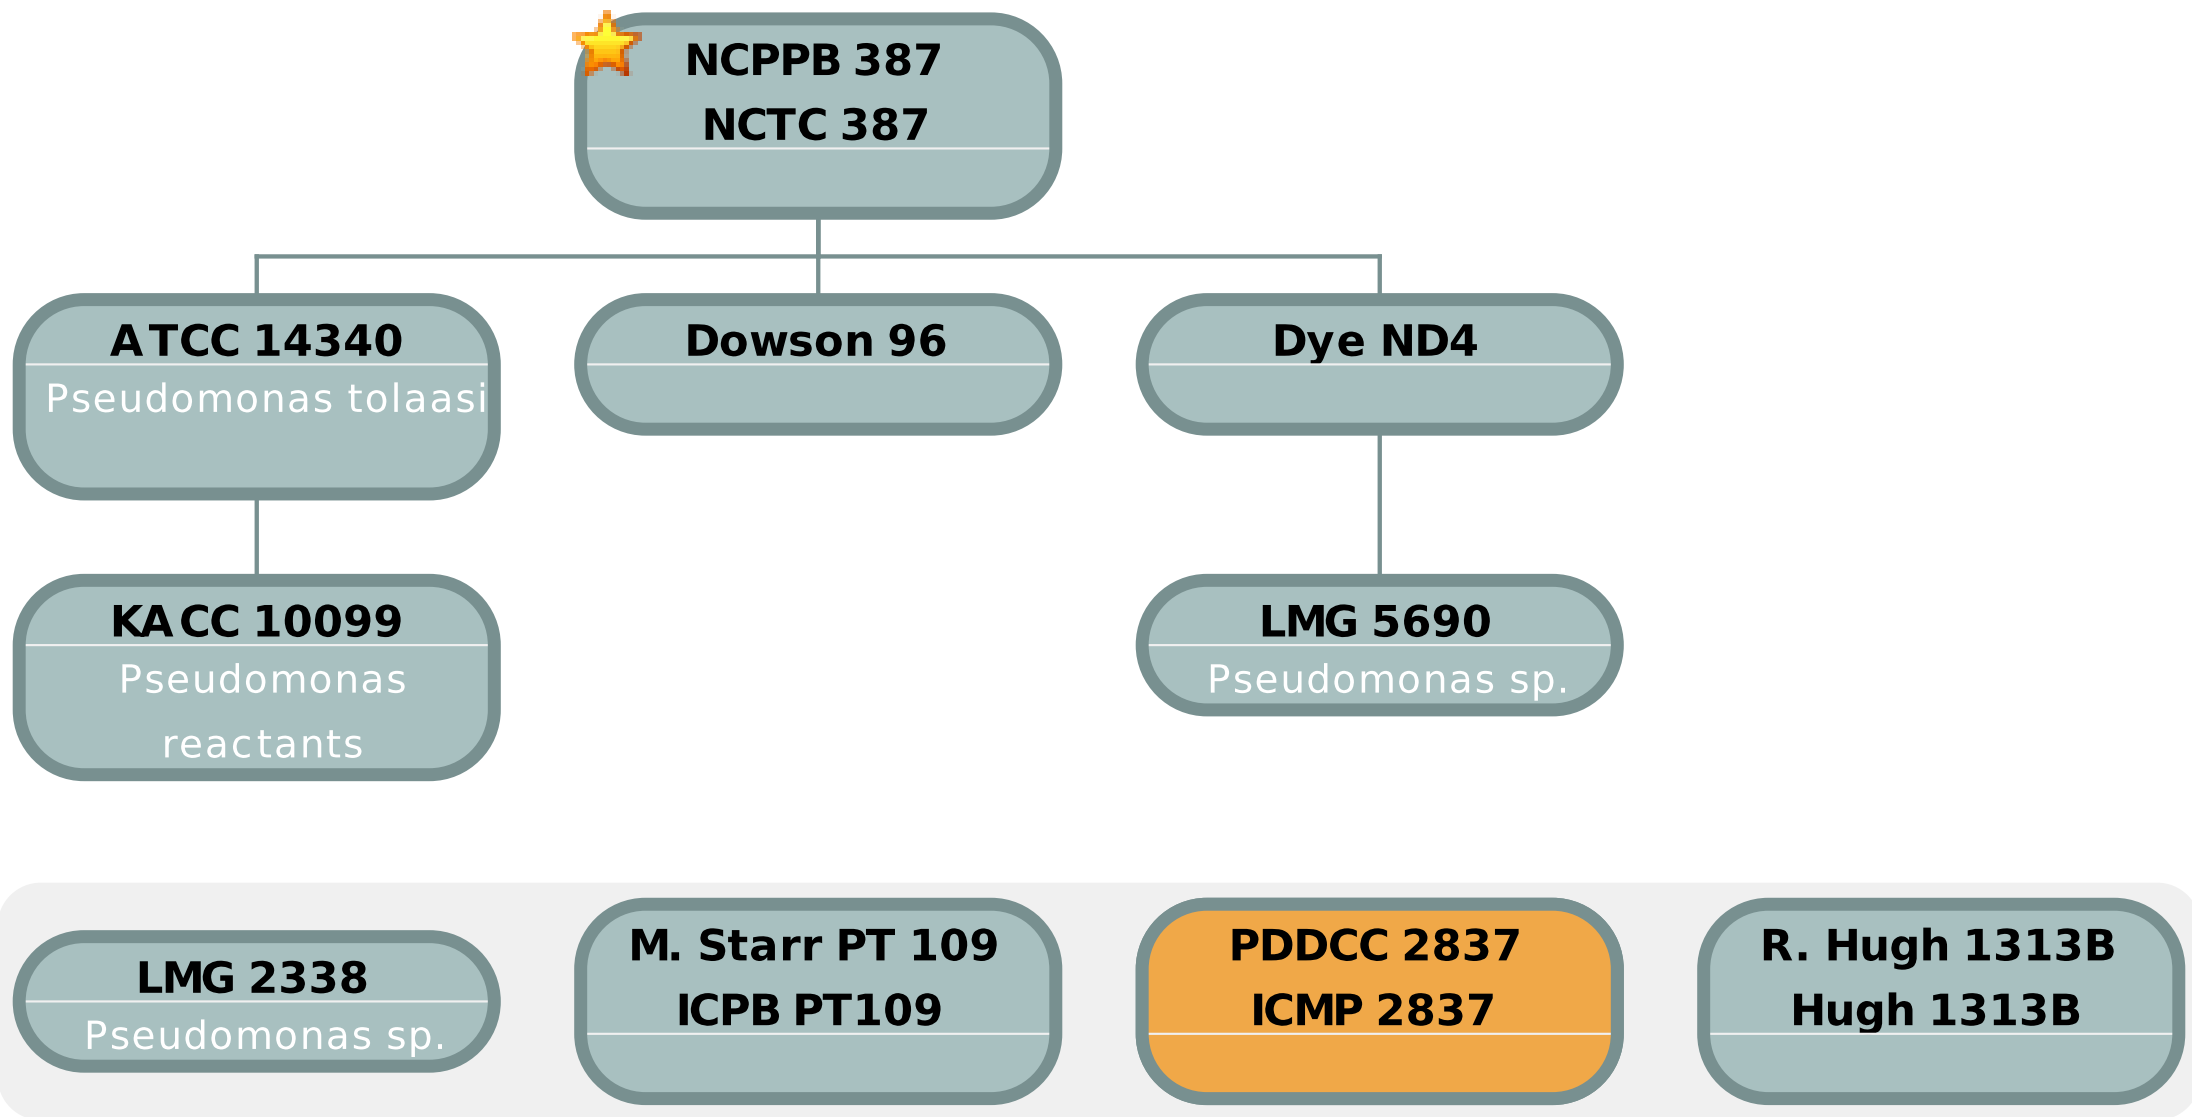 NCPPB 387
NCTC 387
ATCC 14340
Pseudomonas tolaasi
Dowson 96
Dye ND4
KACC 10099
Pseudomonas
reactants
LMG 5690
Pseudomonas sp.
LMG 2338
Pseudomonas sp.
M. Starr PT 109
ICPB PT109
PDDCC 2837
ICMP 2837
R. Hugh 1313B
Hugh 1313B